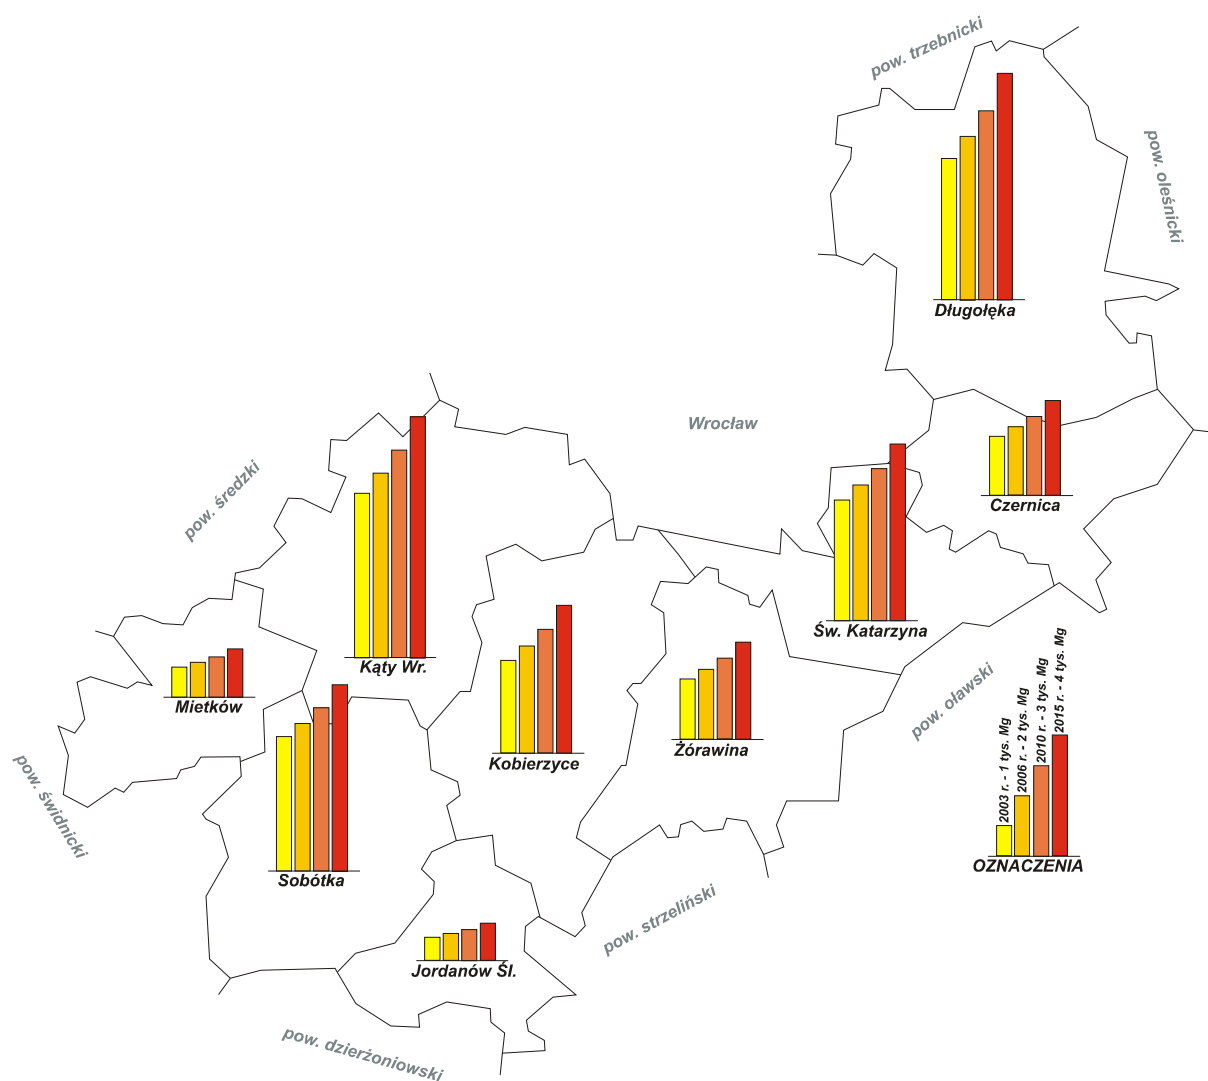 pow. trzebnicki
pow. oleśnicki
Długołęka
Wrocław
pow. średzki
Czernica
Św. Katarzyna
Kąty Wr.
pow. oławski
Mietków
Żórawina
Kobierzyce
pow. świdnicki
2003 r. - 1 tys. Mg
2006 r. - 2 tys. Mg
2010 r. - 3 tys. Mg
2015 r. - 4 tys. Mg
OZNACZENIA
Sobótka
pow. strzeliński
Jordanów Śl.
pow. dzierżoniowski